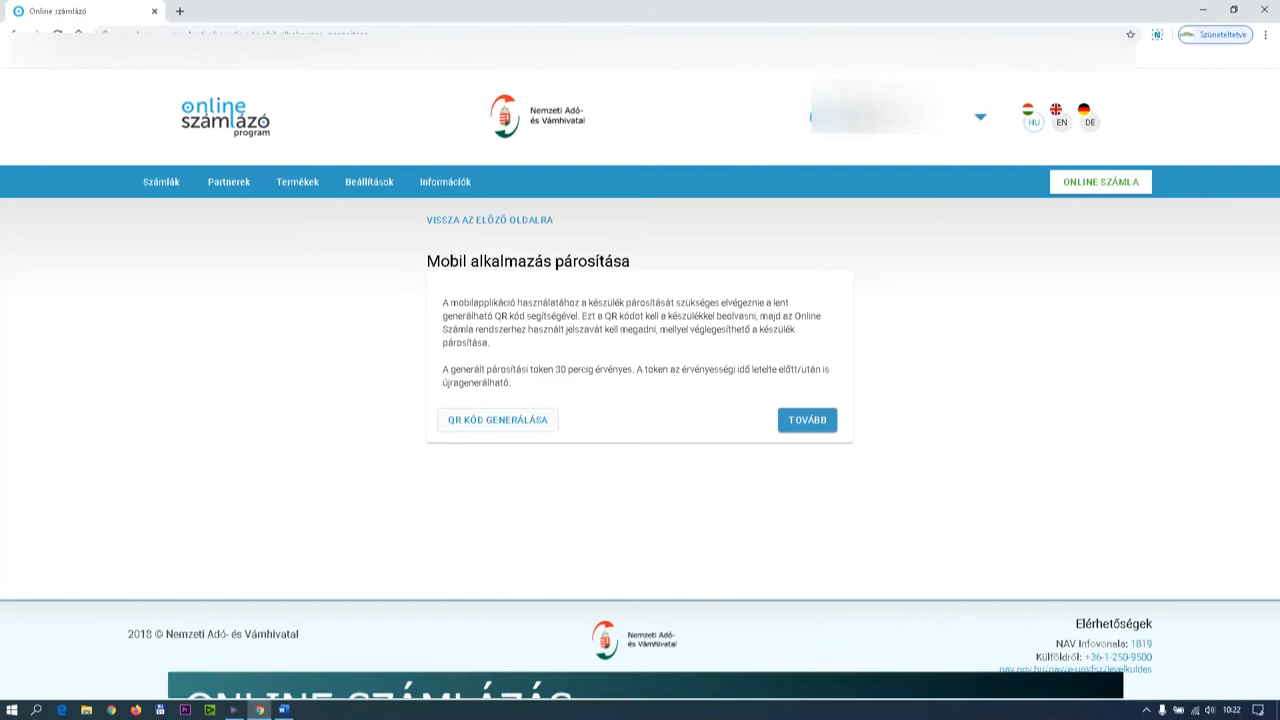 Online számlázó
Szüneteltetve
online
számlázó
program
Nemzeti Adó-
és Vámhivatal
HU
EN
DE
Számlák
Partnerek
Termékek
Beállítások
Információk
ONLINE SZÁMLA
VISSZA AZ ELŐZŐ OLDALRA
Mobil alkalmazás párosítása
A mobilapplikáció használatához a készülék párosítását szükséges elvégeznie a lent
generálható QR kód segítségével. Ezt a QR kódot kell a készülékkel beolvasni, majd az Online
Számla rendszerhez használt jelszavát kell megadni, mellyel véglegesíthető a készülék
párosítása.
A generált párosítási token 30 percig érvényes. A token az érvényességi idő letelte előtt/után is
újragenerálható.
QR KÓD GENERÁLÁSA
TOVÁBB
2018 © Nemzeti Adó- és Vámhivatal
Nemzeti Adó-
és Vámhivatal
Elérhetőségek
NAV Infovonala: 1819
Külföldről: +36-1-250-9500
ONLINE SZÁMLÁZÁS
10:22